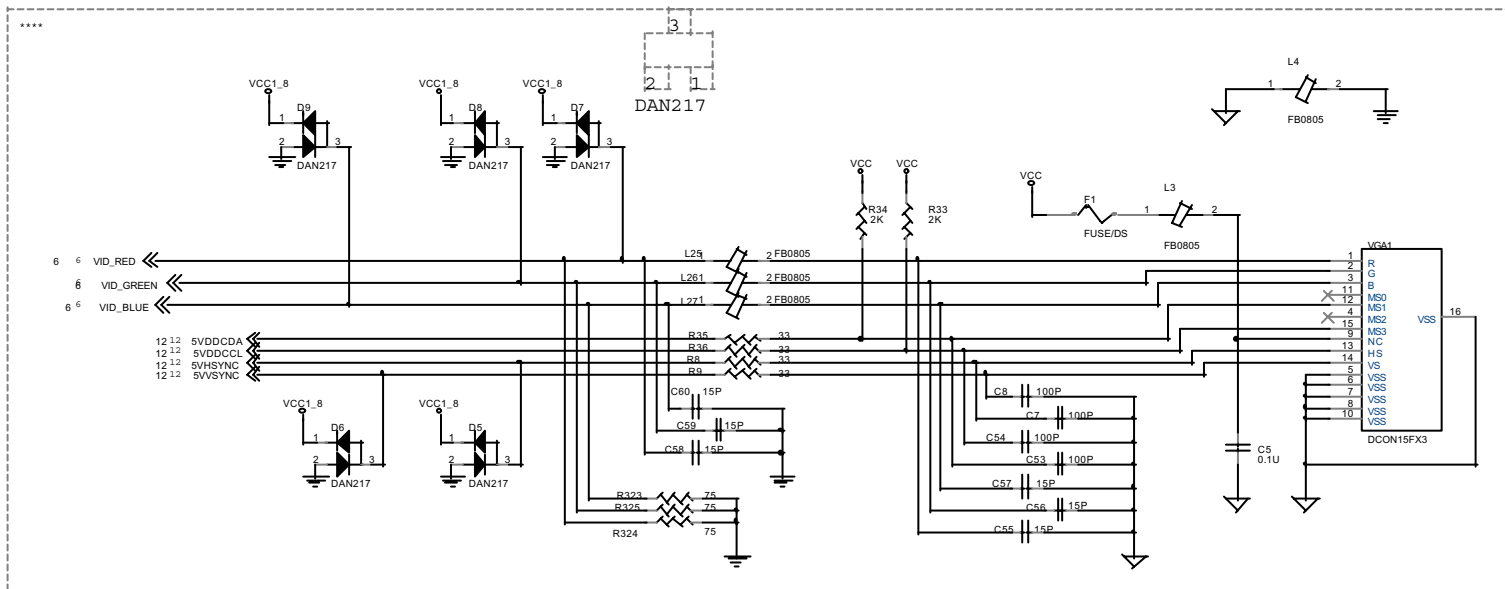 ****
3
2 1
DAN217
L4
1 2
FB0805
VCC1_8 VCC1_8 VCC1_8
D9 D8 D7
1 1 1
2 3 2 3 2 3
DAN217 DAN217 DAN217
VCC VCC
R34 R33
2K 2K
VCC
F1
FUSE/DS
L3
1 2
FB0805
6 6 VID_RED L25 1 2 FB0805
6 6 VID_GREEN L26 1 2 FB0805
6 6 VID_BLUE L27 1 2 FB0805
12 12 5VDDCDA R35 33
12 12 5VDDCCL R36 33
12 12 5VHSYNC R8 33
12 12 5VVSYNC R9 33
VGA1
1 R
2 G
3 B
11 MS0
12 MS1
4 MS2
15 MS3
9 NC
13 HS
14 VS
5 VSS
6 VSS
7 VSS
8 VSS
10 VSS
VSS 16
DCON15FX3
VCC1_8 VCC1_8
D6 D5
1 1
2 3 2 3
DAN217 DAN217
C60 15P
C59 15P
C58 15P
R323 75
R325 75
R324 75
C8 100P
C7 100P
C54 100P
C53 100P
C57 15P
C56 15P
C55 15P
C5
0.1U